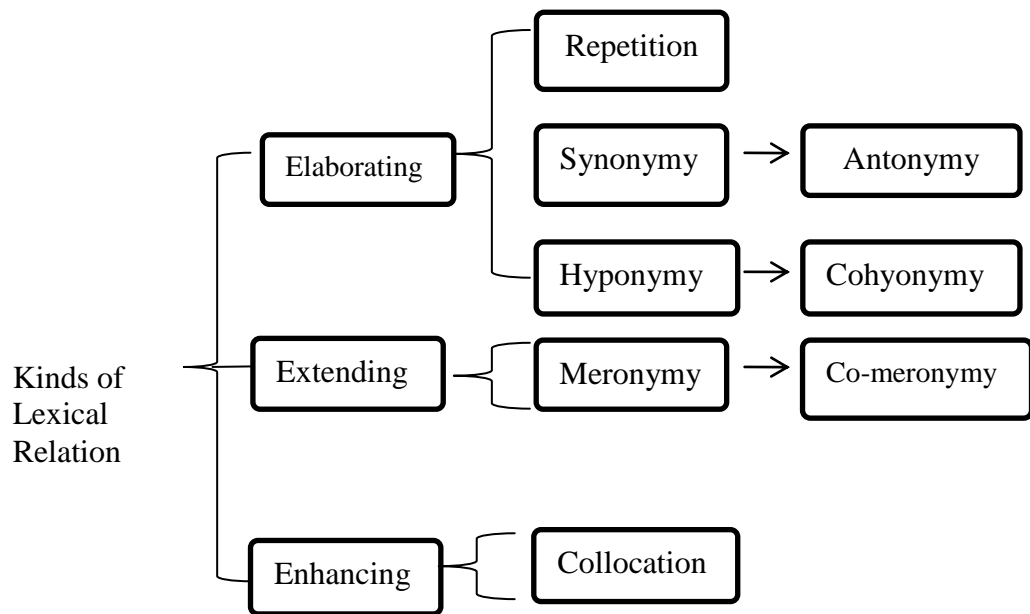 Kinds of
Lexical
Relation
Elaborating
Repetition
Synonymy
Antonymy
Hyponymy
Cohyonymy
Extending
Meronymy
Co-meronymy
Enhancing
Collocation